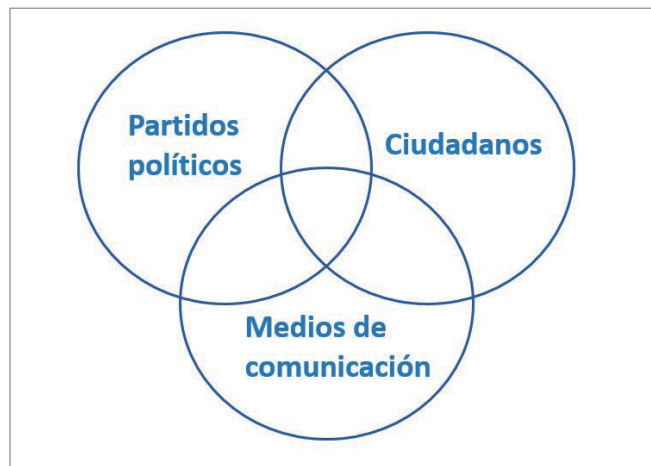 Partidos
políticos
Ciudadanos
Medios de
comunicación